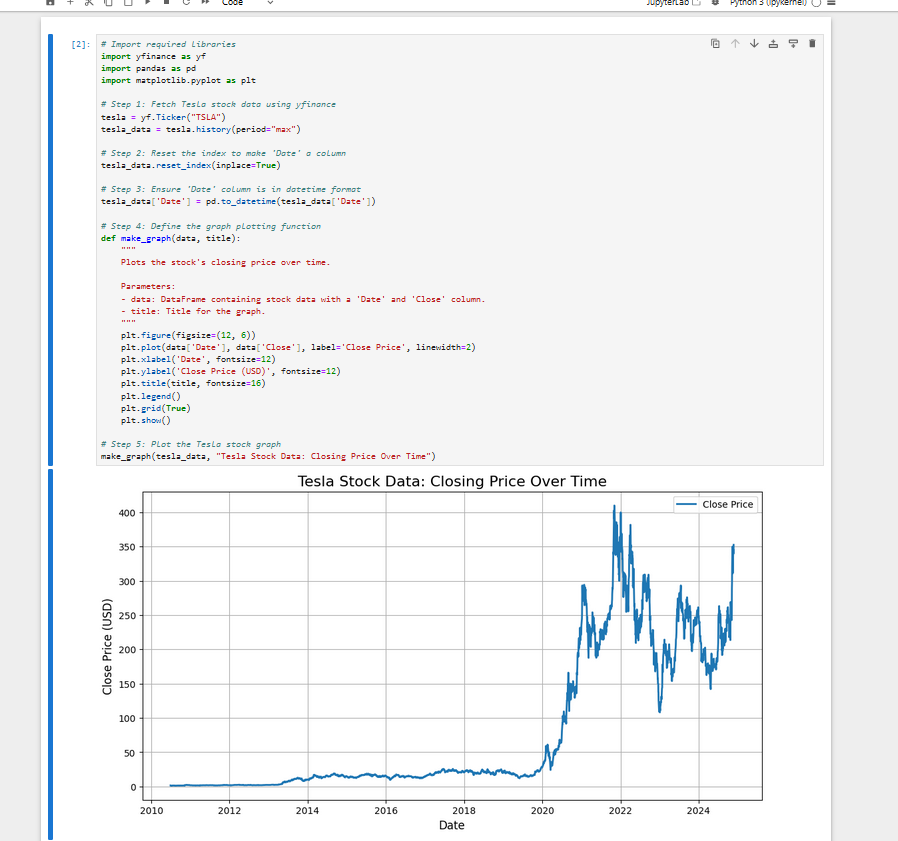 Code
JupyterLab
Python 3 (ipykernel)
[2]:
# Import required libraries
import yfinance as yf
import pandas as pd
import matplotlib.pyplot as plt
# Step 1: Fetch Tesla stock data using yfinance
tesla = yf.Ticker("TSLA")
tesla_data = tesla.history(period="max")
# Step 2: Reset the index to make 'Date' a column
tesla_data.reset_index(inplace=True)
# Step 3: Ensure 'Date' column is in datetime format
tesla_data['Date'] = pd.to_datetime(tesla_data['Date'])
# Step 4: Define the graph plotting function
def make_graph(data, title):
"""
Plots the stock's closing price over time.
Parameters:
- data: DataFrame containing stock data with a 'Date' and 'Close' column.
- title: Title for the graph.
"""
plt.figure(figsize=(12, 6))
plt.plot(data['Date'], data['Close'], label='Close Price', linewidth=2)
plt.xlabel('Date', fontsize=12)
plt.ylabel('Close Price (USD)', fontsize=12)
plt.title(title, fontsize=16)
plt.legend()
plt.grid(True)
plt.show()
# Step 5: Plot the Tesla stock graph
make_graph(tesla_data, "Tesla Stock Data: Closing Price Over Time")
Tesla Stock Data: Closing Price Over Time
Close Price
400
350
300
250
200
150
100
50
0
Close Price (USD)
2010
2012
2014
2016
2018
2020
2022
2024
Date